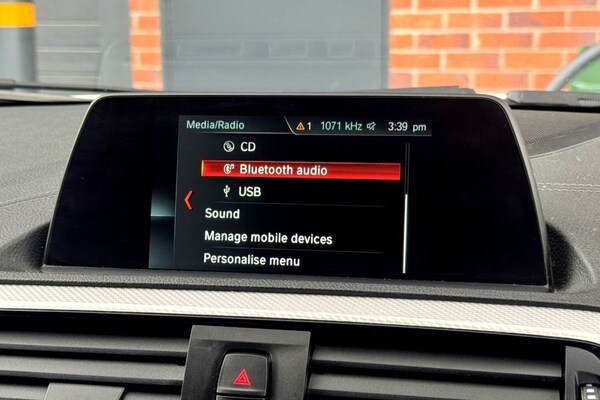 Media/Radio 1 1071 kHz 3:39 pm
CD
Bluetooth audio
USB
Sound
Manage mobile devices
Personalise menu